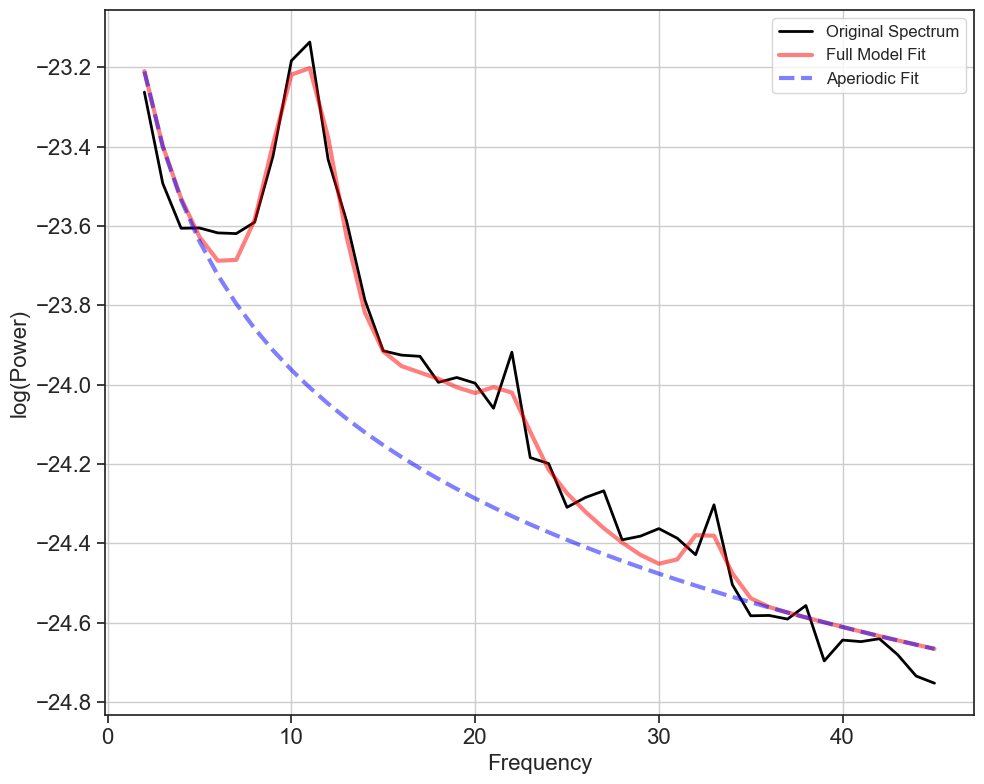 Original Spectrum
Full Model Fit
Aperiodic Fit
log(Power)
−23.2
−23.4
−23.6
−23.8
−24.0
−24.2
−24.4
−24.6
−24.8
0 10 20 30 40
Frequency